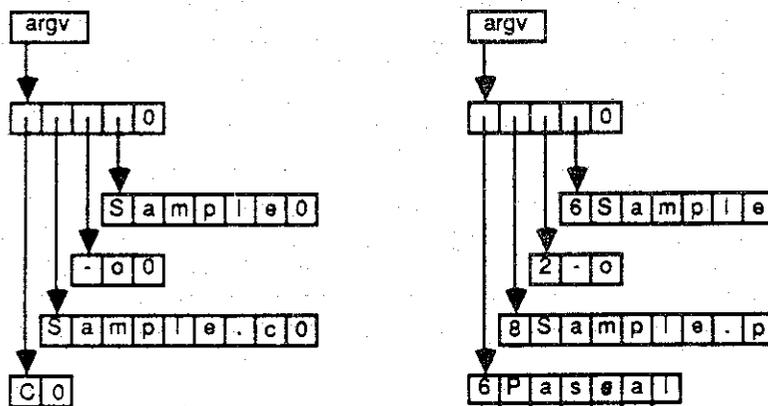 argv argv
0 0
Sample0 6Sample
-o0 2-o
Sample.c0 8Sample.p
C0 6Pascal